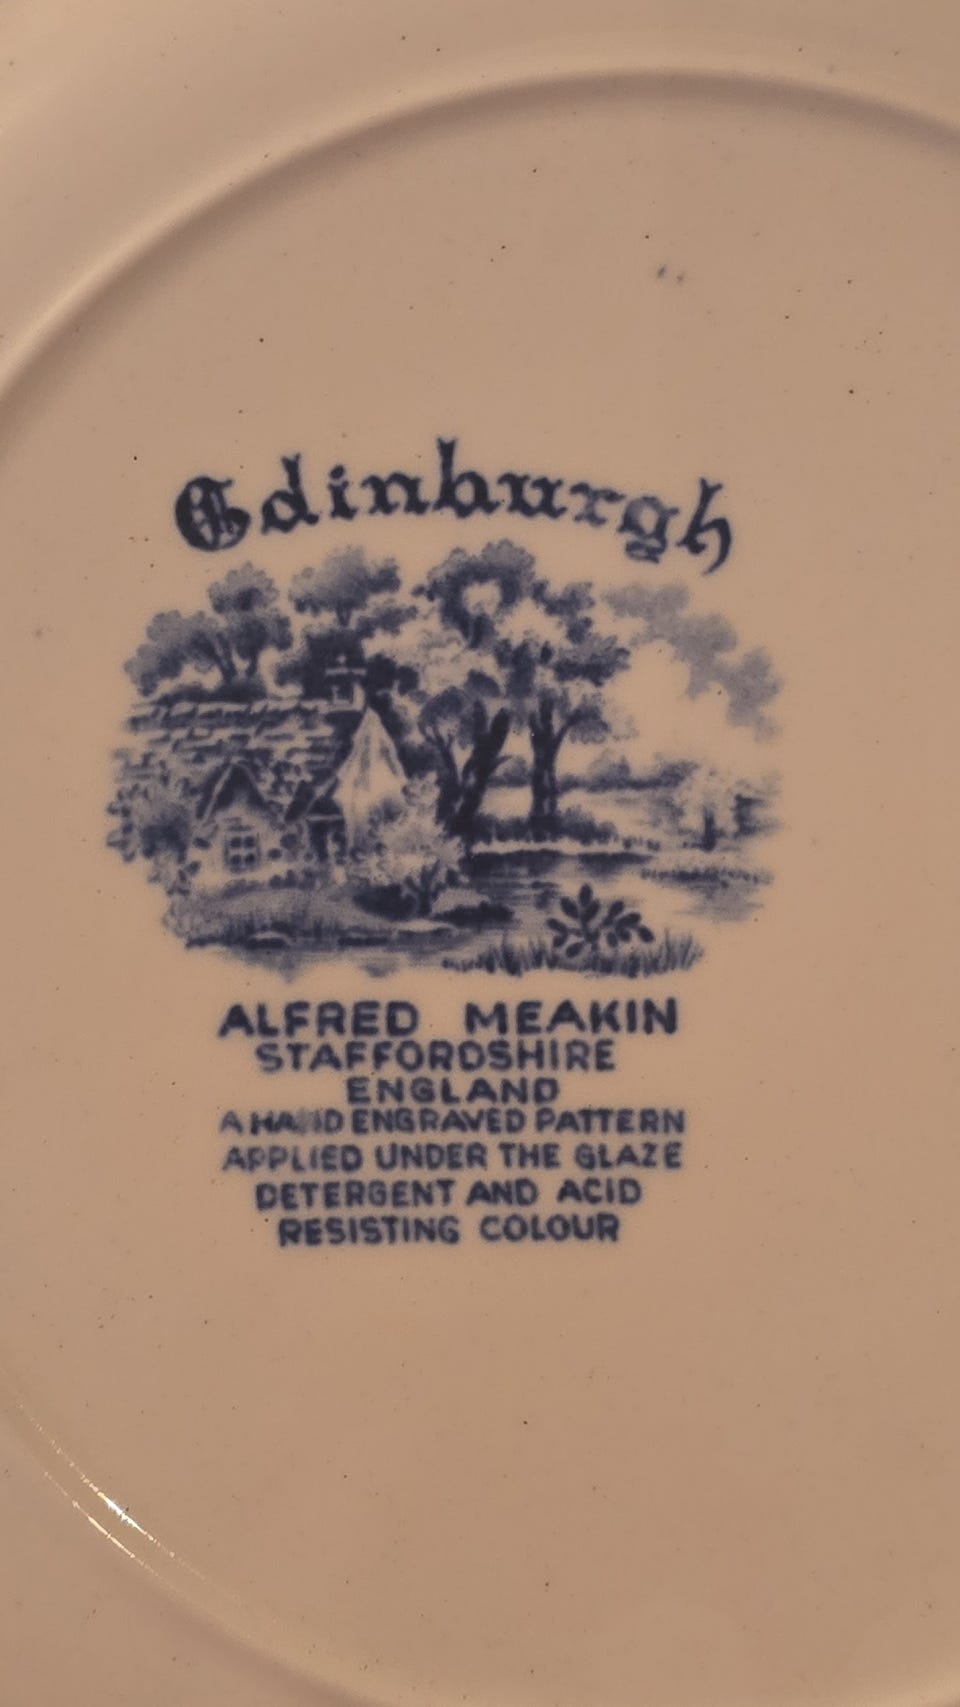 Edinburgh
ALFRED MEAKIN
STAFFORDSHIRE
ENGLAND
A HAND ENGRAVED PATTERN
APPLIED UNDER THE GLAZE
DETERGENT AND ACID
RESISTING COLOUR